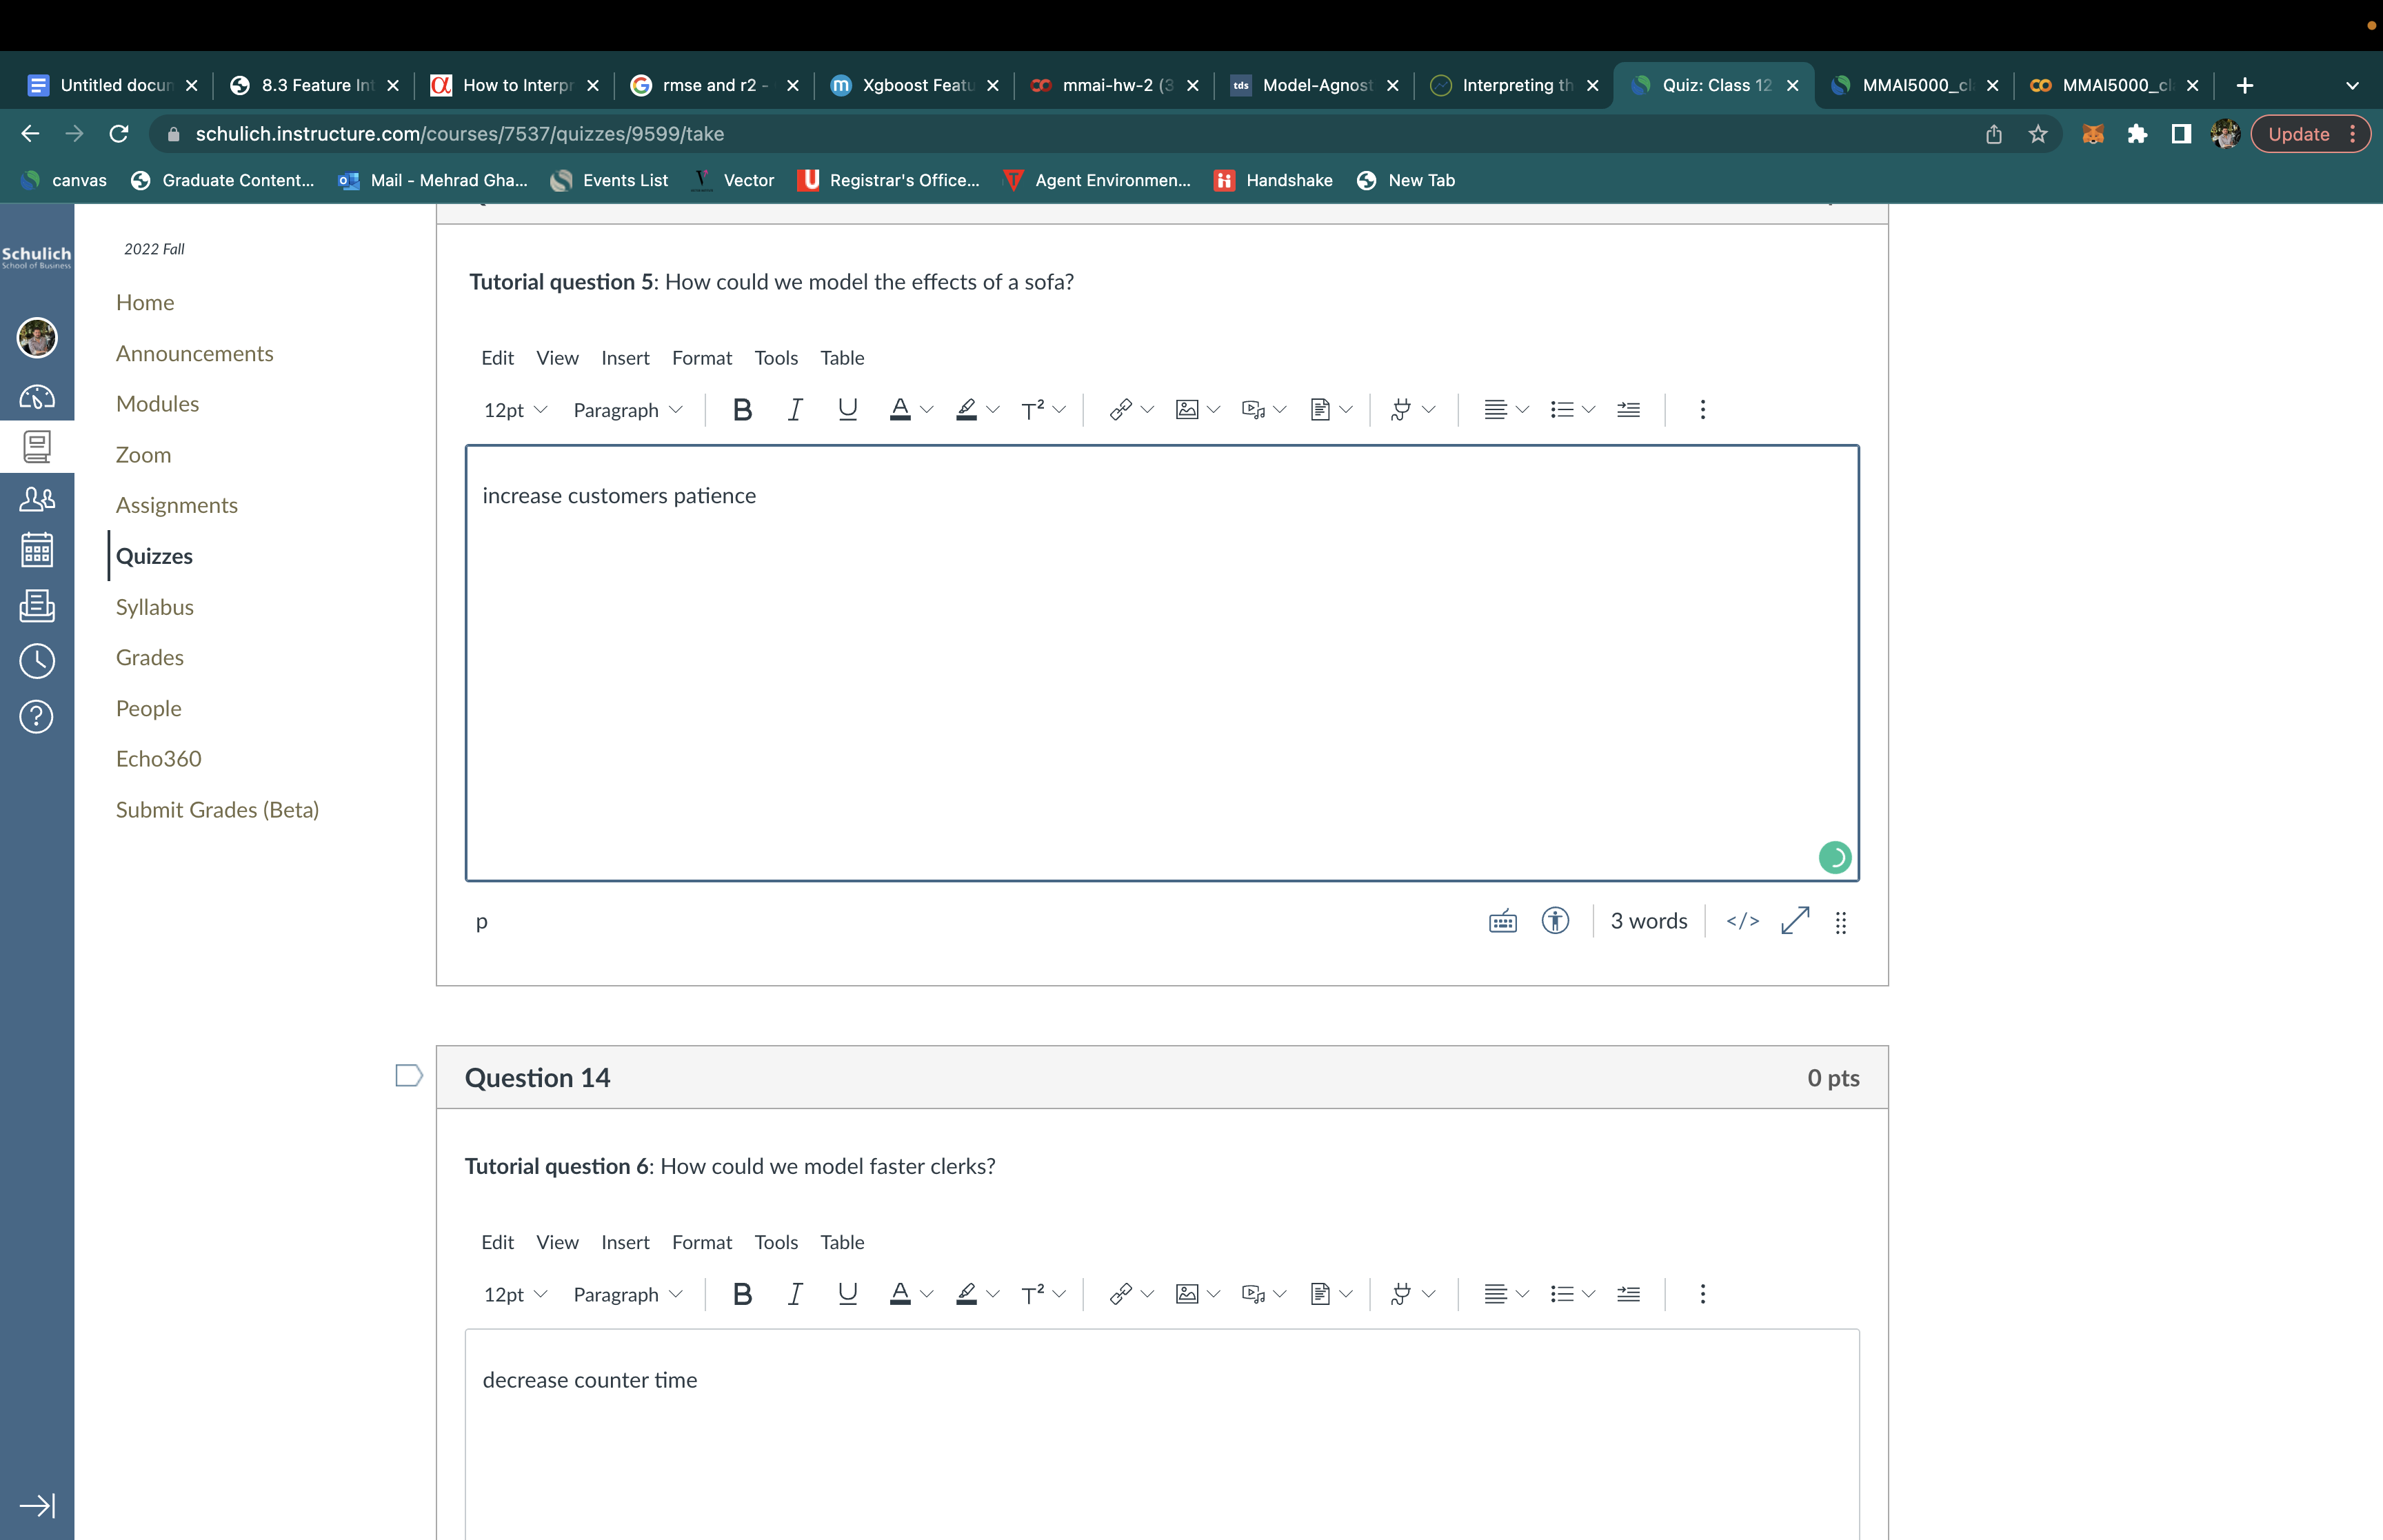 Untitled docun
8.3 Feature Int
How to Interpr
rmse and r2 -
Xgboost Featu
mmai-hw-2 (3
tds Model-Agnost
Interpreting th
Quiz: Class 12
MMAI5000_cl
MMAI5000_cl
schulich.instructure.com/courses/7537/quizzes/9599/take
Update
canvas
Graduate Content...
Mail - Mehrad Gha...
Events List
Vector
Registrar's Office...
Agent Environmen...
Handshake
New Tab
Schulich
School of Business
2022 Fall
Home
Announcements
Modules
Zoom
Assignments
Quizzes
Syllabus
Grades
People
Echo360
Submit Grades (Beta)
Tutorial question 5: How could we model the effects of a sofa?
Edit View Insert Format Tools Table
12pt Paragraph
increase customers patience
p
3 words </>
Question 14
0 pts
Tutorial question 6: How could we model faster clerks?
Edit View Insert Format Tools Table
12pt Paragraph
decrease counter time